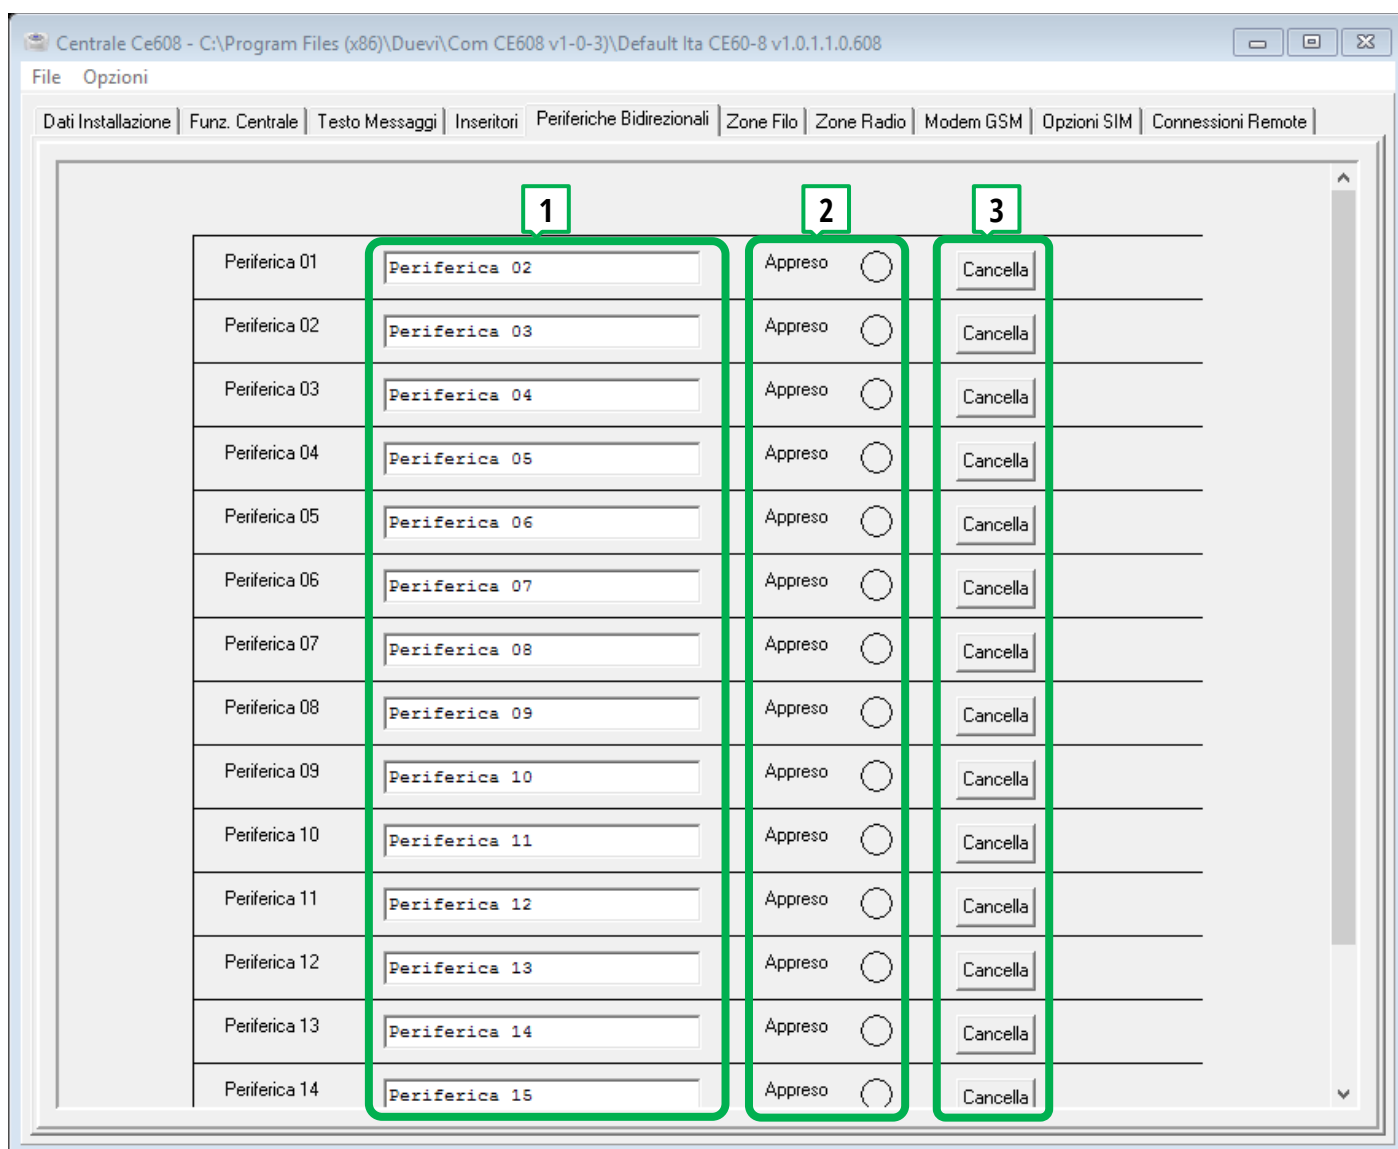 Centrale Ce608 - C:\Program Files (x86)\Duevi\Com CE608 v1-0-3)\Default Ita CE60-8 v1.0.1.1.0.608
File Opzioni
Dati Installazione Funz. Centrale Testo Messaggi Inseritori Periferiche Bidirezionali Zone Filo Zone Radio Modem GSM Opzioni SIM Connessioni Remote
1 2 3
Periferica 01 Periferica 02 Appreso Cancella
Periferica 02 Periferica 03 Appreso Cancella
Periferica 03 Periferica 04 Appreso Cancella
Periferica 04 Periferica 05 Appreso Cancella
Periferica 05 Periferica 06 Appreso Cancella
Periferica 06 Periferica 07 Appreso Cancella
Periferica 07 Periferica 08 Appreso Cancella
Periferica 08 Periferica 09 Appreso Cancella
Periferica 09 Periferica 10 Appreso Cancella
Periferica 10 Periferica 11 Appreso Cancella
Periferica 11 Periferica 12 Appreso Cancella
Periferica 12 Periferica 13 Appreso Cancella
Periferica 13 Periferica 14 Appreso Cancella
Periferica 14 Periferica 15 Appreso Cancella